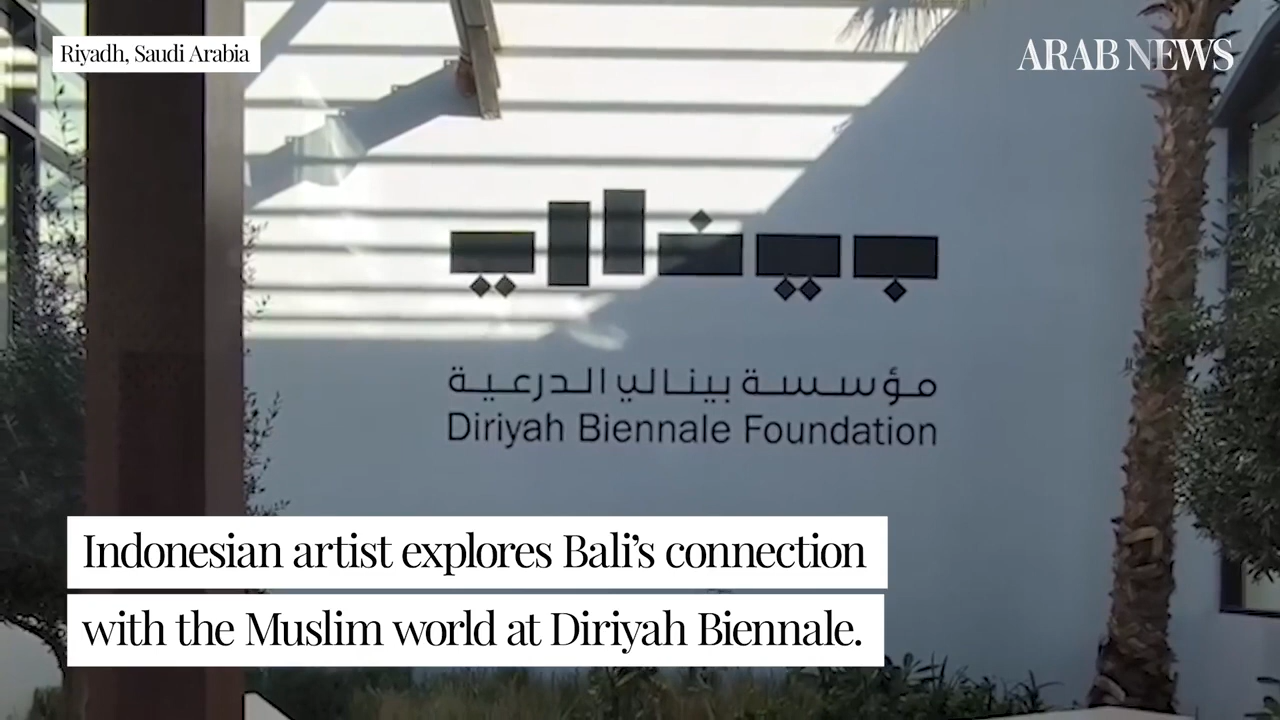 Riyadh, Saudi Arabia
ARAB NEWS
بينالي
مؤسسة بينالي الدرعية
Diriyah Biennale Foundation
Indonesian artist explores Bali’s connection
with the Muslim world at Diriyah Biennale.